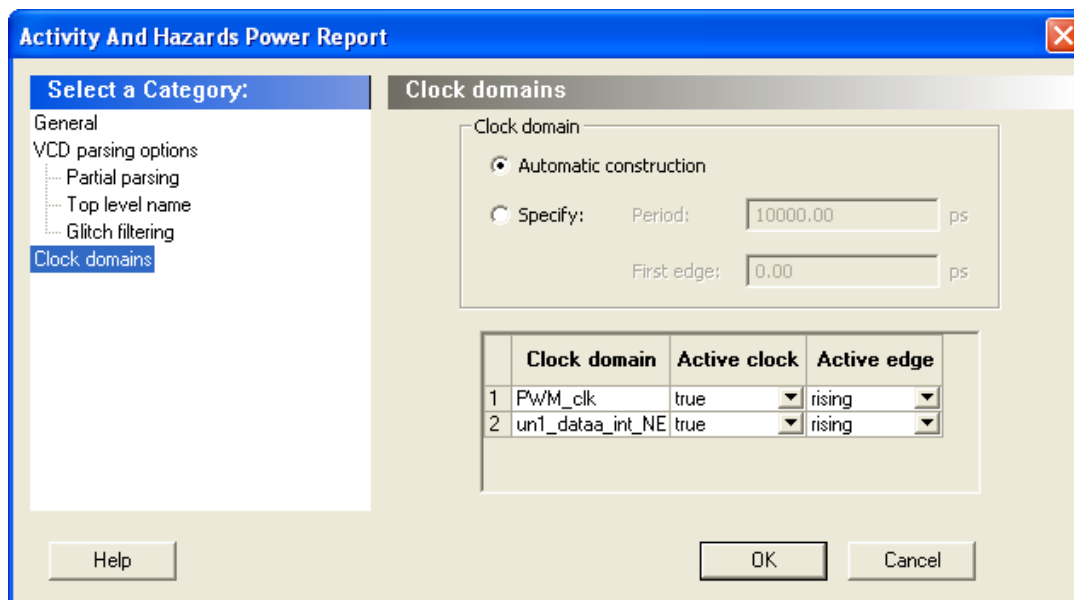 Activity And Hazards Power Report
Select a Category:
General
VCD parsing options
Partial parsing
Top level name
Glitch filtering
Clock domains
Clock domains
Clock domain
Automatic construction
Specify: Period: 10000.00 ps
First edge: 0.00 ps
Clock domain Active clock Active edge
1 PWM_clk true rising
2 un1_dataa_int_NE true rising
Help OK Cancel